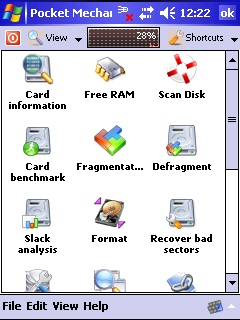 Pocket Mechar 12:22 ok
View 28% Shortcuts
Card information
Free RAM
Scan Disk
Card benchmark
Fragmentat...
Defragment
Slack analysis
Format
Recover bad sectors
File Edit View Help